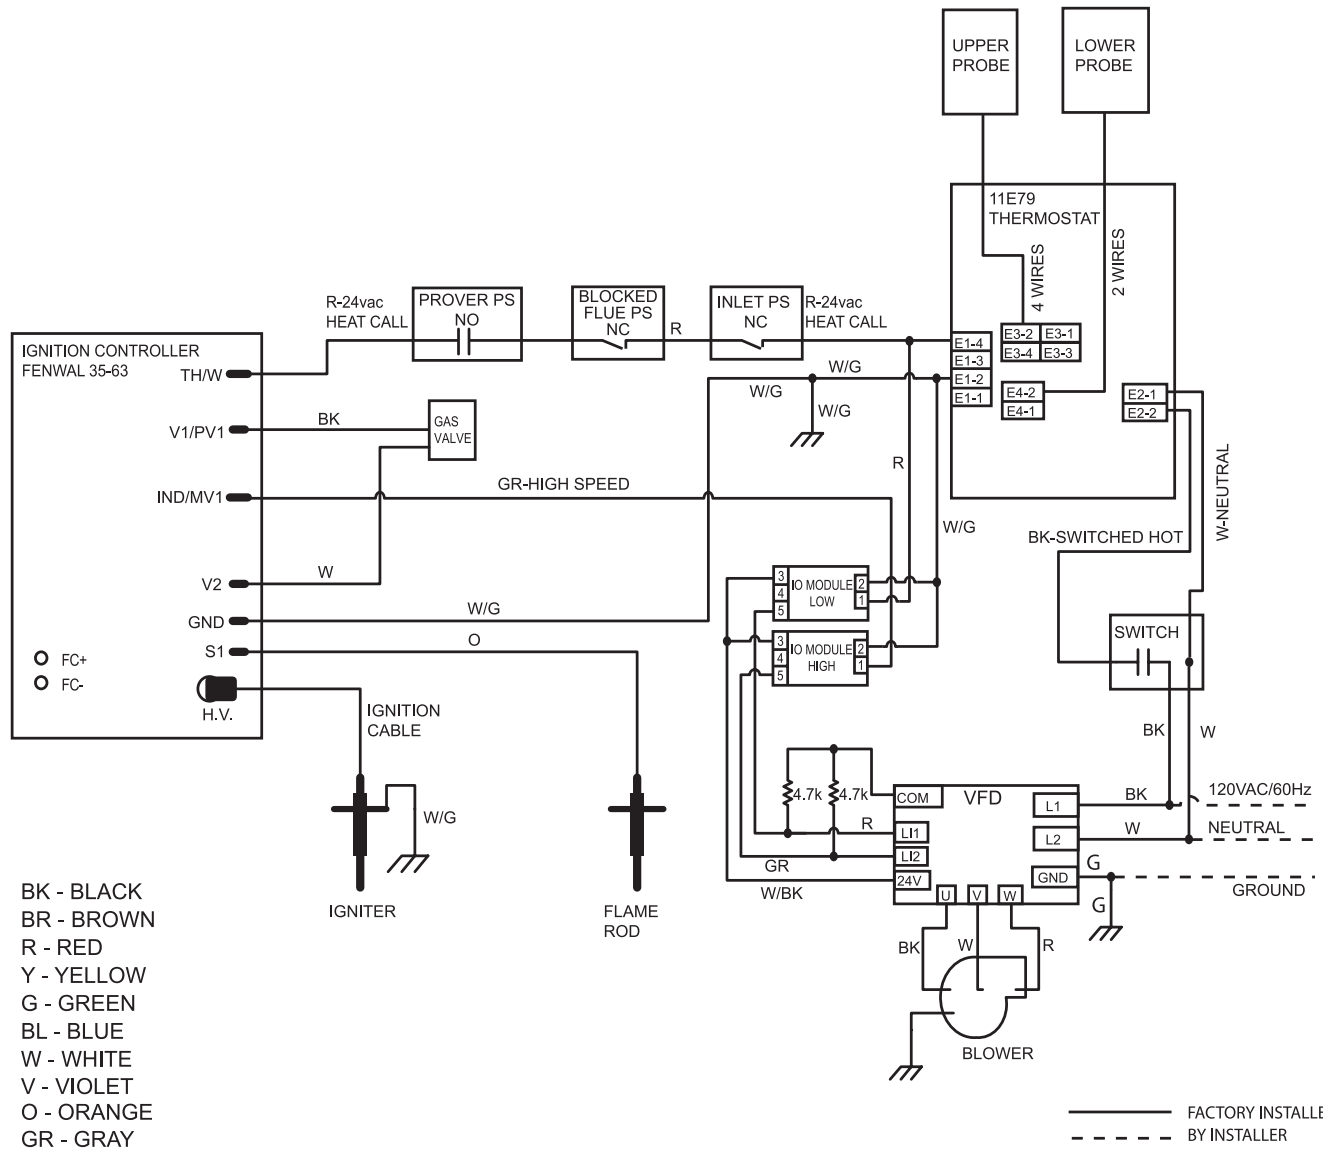 UPPER
PROBE
LOWER
PROBE
11E79
THERMOSTAT
4 WIRES
2 WIRES
R-24vac
HEAT CALL
PROVER PS
NO
BLOCKED
FLUE PS
NC
R
INLET PS
NC
R-24vac
HEAT CALL
E1-4
E1-3
E1-2
E1-1
E3-2
E3-1
E3-4
E3-3
E4-2
E4-1
E2-1
E2-2
IGNITION CONTROLLER
FENWAL 35-63
TH/W
V1/PV1
IND/MV1
V2
GND
S1
FC+
FC-
H.V.
BK
GAS
VALVE
W/G
W/G
W/G
R
GR-HIGH SPEED
W/G
W-NEUTRAL
BK-SWITCHED HOT
W
W/G
O
3
4
5
IO MODULE
LOW
2
1
3
4
5
IO MODULE
HIGH
2
1
SWITCH
BK
W
IGNITION
CABLE
W/G
IGNITER
FLAME
ROD
4.7k
4.7k
COM
VFD
L1
LI1
L2
LI2
24V
GND
U
V
W
R
GR
W/BK
BK
120VAC/60Hz
W
NEUTRAL
G
GROUND
G
BK
W
R
BLOWER
BK - BLACK
BR - BROWN
R - RED
Y - YELLOW
G - GREEN
BL - BLUE
W - WHITE
V - VIOLET
O - ORANGE
GR - GRAY
FACTORY INSTALLE
BY INSTALLER